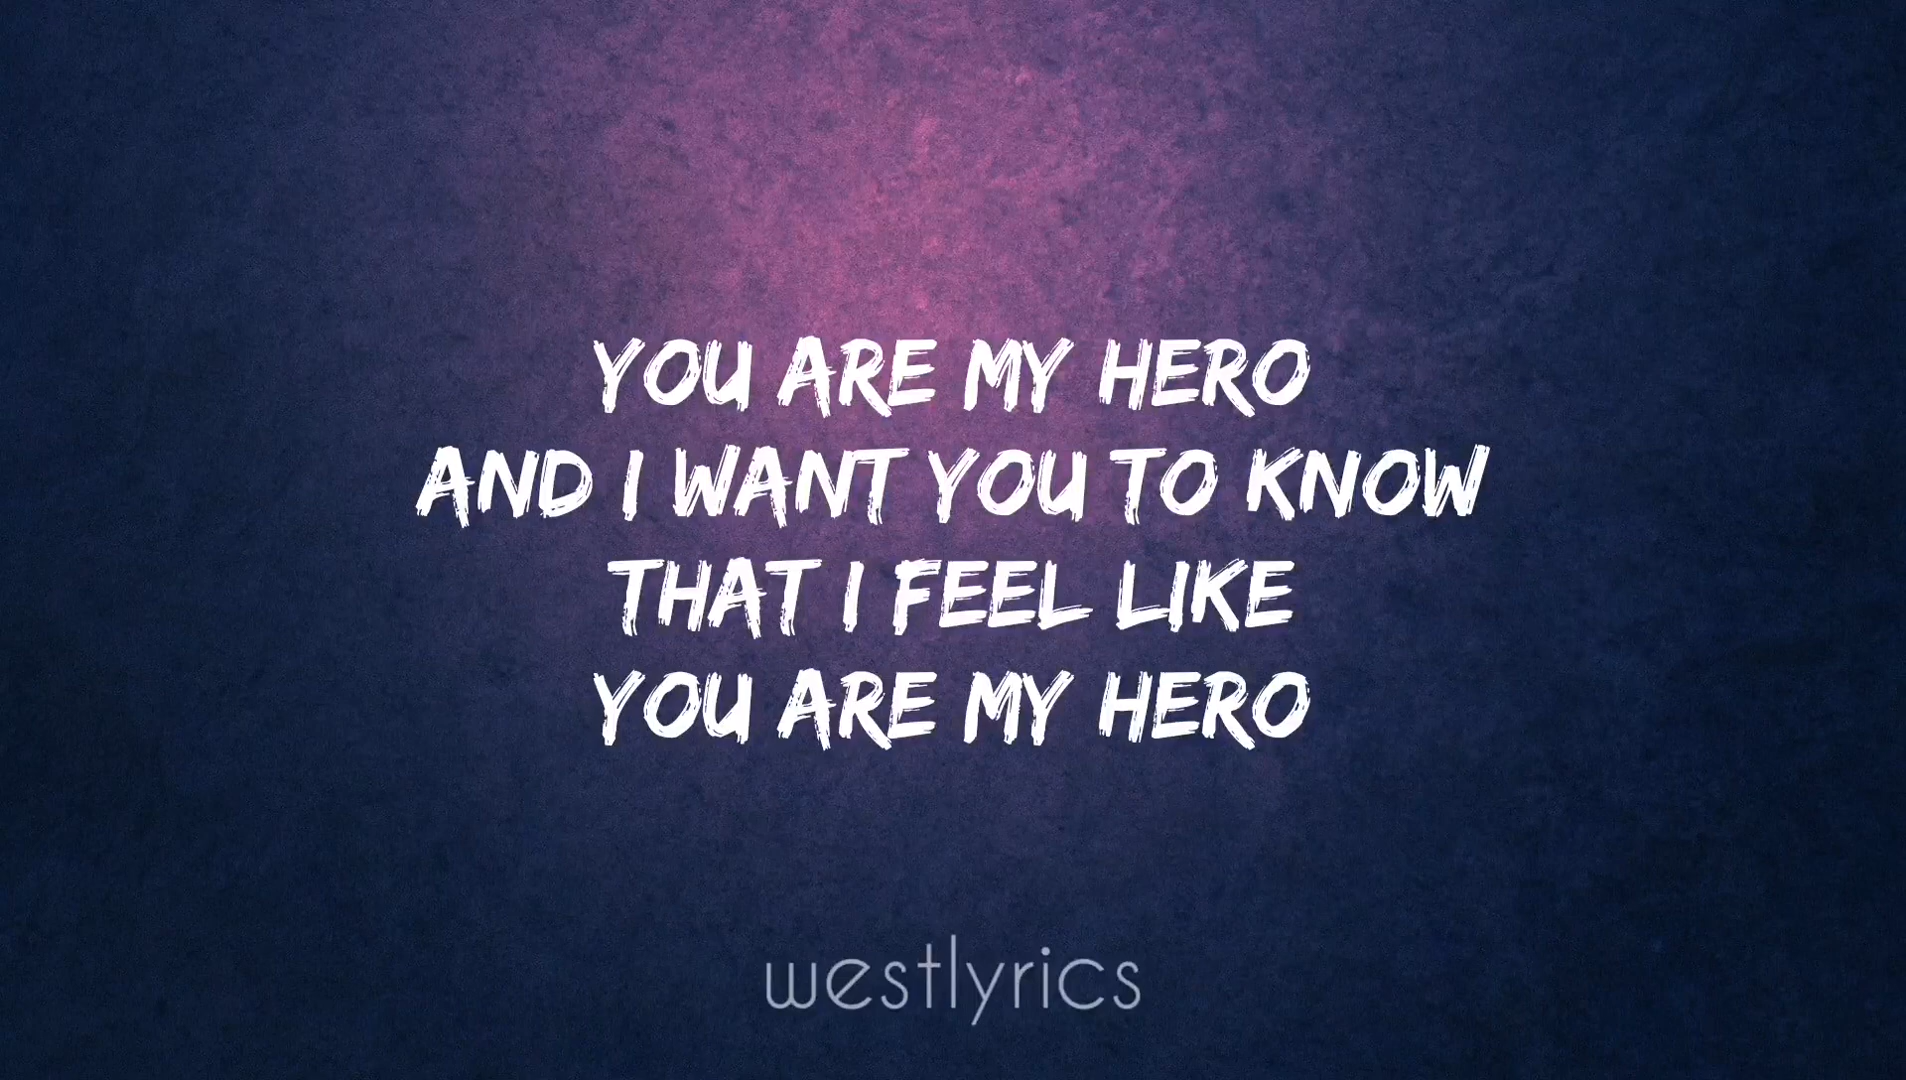 YOU ARE MY HERO
AND I WANT YOU TO KNOW
THAT I FEEL LIKE
YOU ARE MY HERO
westlyrics